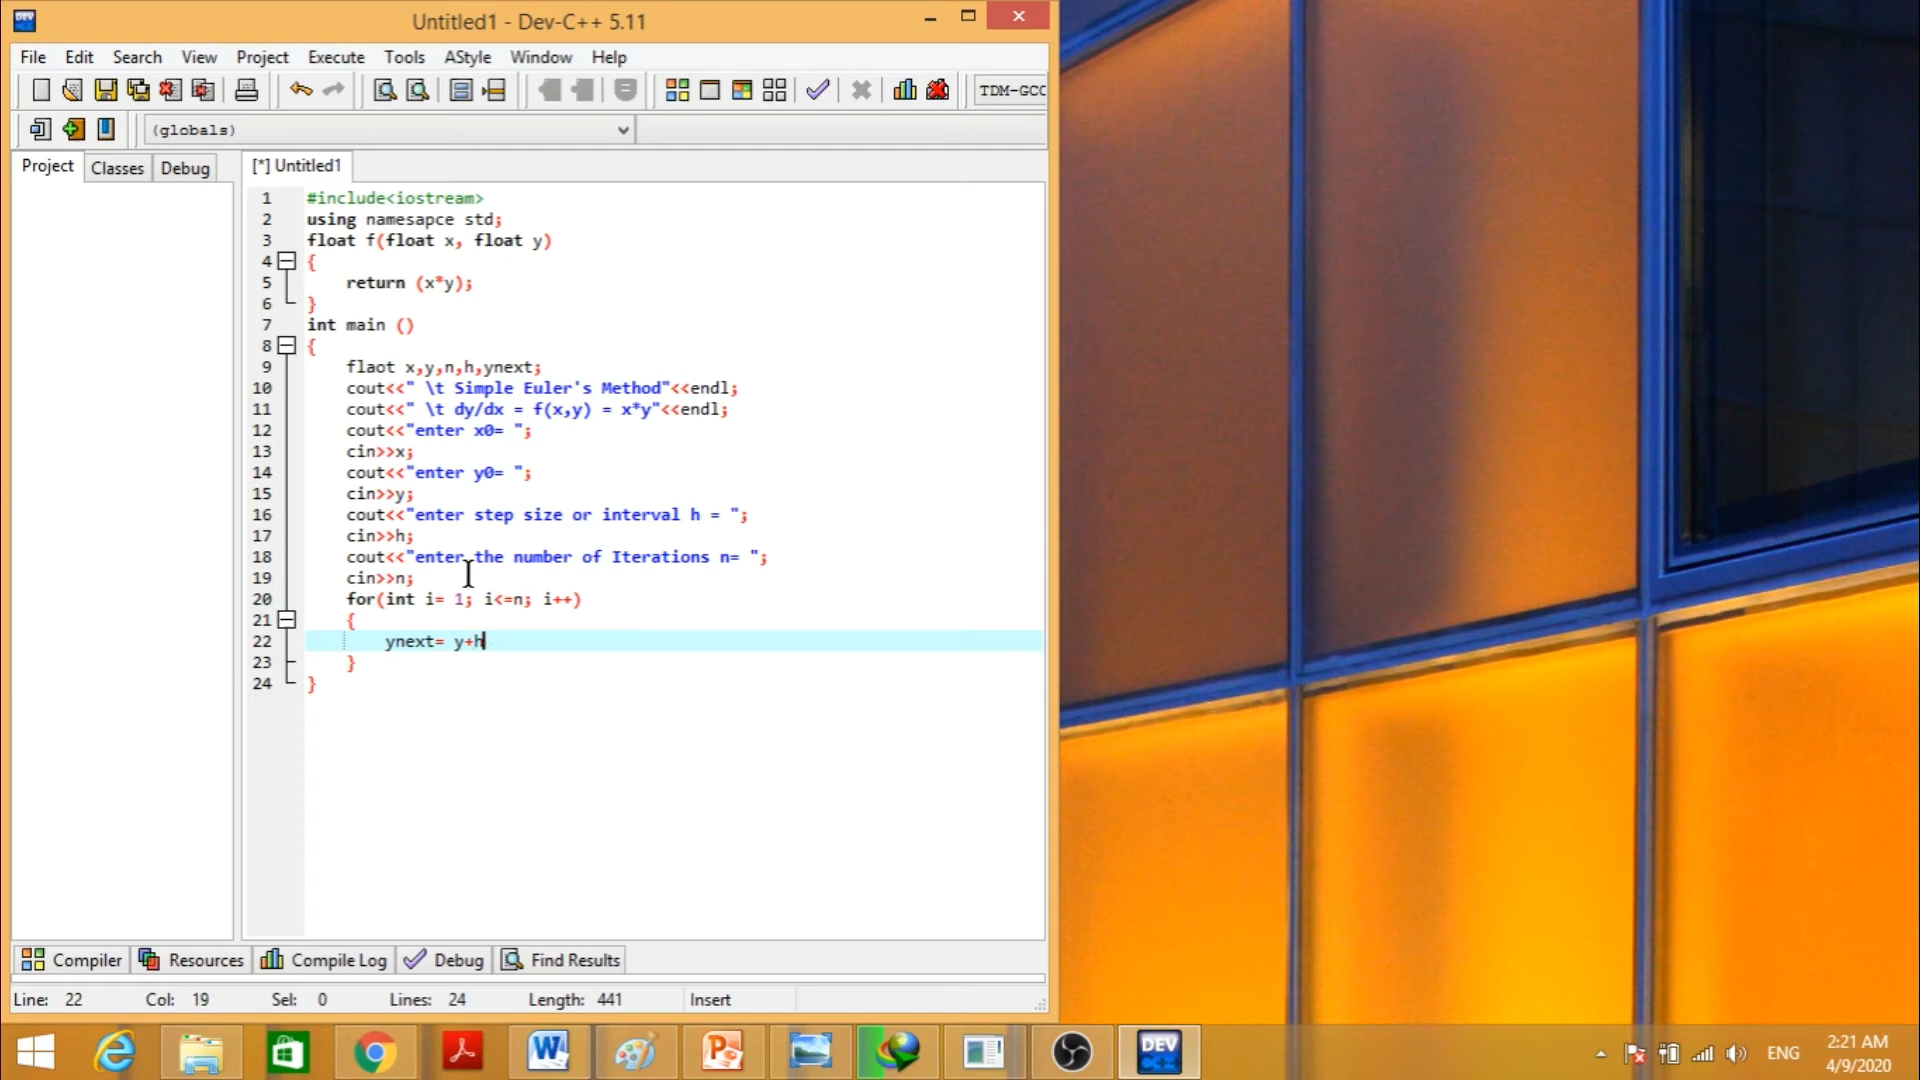 Untitled1 - Dev-C++ 5.11
File Edit Search View Project Execute Tools AStyle Window Help
TDM-GCC
(globals)
Project Classes Debug
[*] Untitled1
1 #include<iostream>
2 using namesapce std;
3 float f(float x, float y)
4 {
5 return (x*y);
6 }
7 int main ()
8 {
9 flaot x,y,n,h,ynext;
10 cout<<" \t Simple Euler's Method"<<endl;
11 cout<<" \t dy/dx = f(x,y) = x*y"<<endl;
12 cout<<"enter x0= ";
13 cin>>x;
14 cout<<"enter y0= ";
15 cin>>y;
16 cout<<"enter step size or interval h = ";
17 cin>>h;
18 cout<<"enter the number of Iterations n= ";
19 cin>>n;
20 for(int i= 1; i<=n; i++)
21 {
22 ynext= y+h
23 }
24 }
Compiler Resources Compile Log Debug Find Results
Line: 22 Col: 19 Sel: 0 Lines: 24 Length: 441 Insert
DEV C++
ENG
2:21 AM
4/9/2020